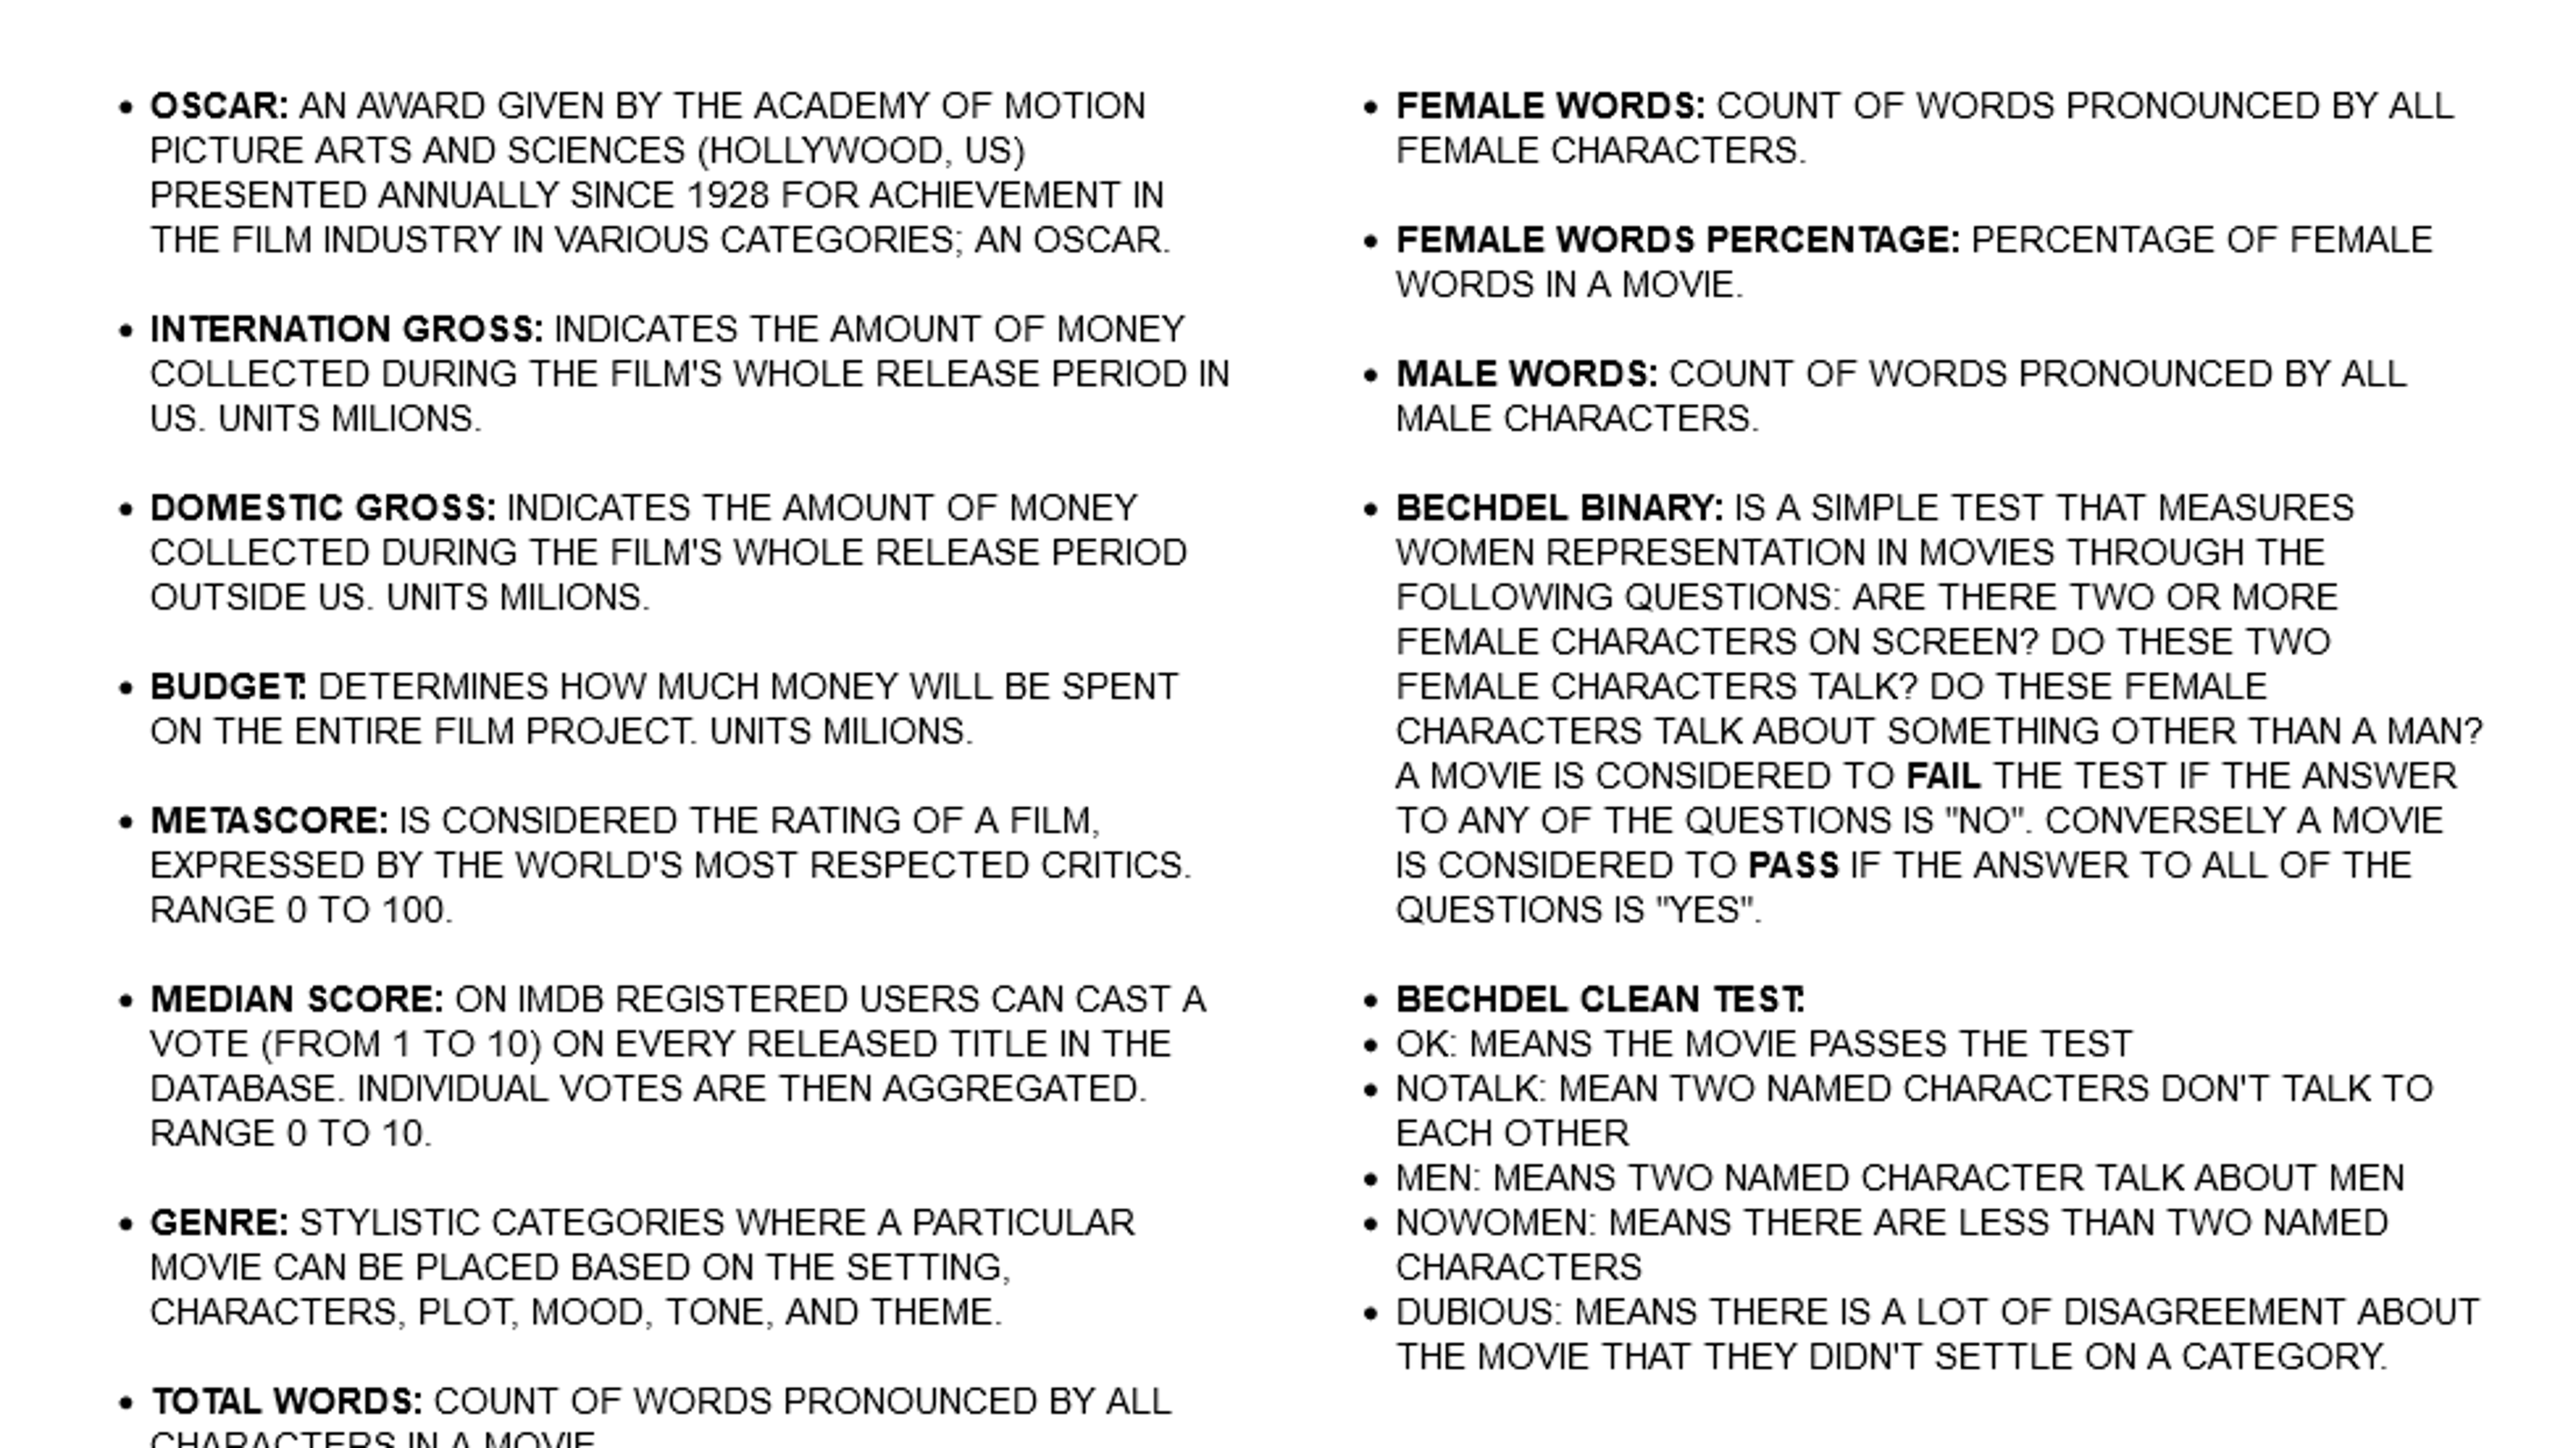 • OSCAR: AN AWARD GIVEN BY THE ACADEMY OF MOTION
PICTURE ARTS AND SCIENCES (HOLLYWOOD, US)
PRESENTED ANNUALLY SINCE 1928 FOR ACHIEVEMENT IN
THE FILM INDUSTRY IN VARIOUS CATEGORIES; AN OSCAR.
• INTERNATION GROSS: INDICATES THE AMOUNT OF MONEY
COLLECTED DURING THE FILM'S WHOLE RELEASE PERIOD IN
US. UNITS MILIONS.
• DOMESTIC GROSS: INDICATES THE AMOUNT OF MONEY
COLLECTED DURING THE FILM'S WHOLE RELEASE PERIOD
OUTSIDE US. UNITS MILIONS.
• BUDGET: DETERMINES HOW MUCH MONEY WILL BE SPENT
ON THE ENTIRE FILM PROJECT. UNITS MILIONS.
• METASCORE: IS CONSIDERED THE RATING OF A FILM,
EXPRESSED BY THE WORLD'S MOST RESPECTED CRITICS.
RANGE 0 TO 100.
• MEDIAN SCORE: ON IMDB REGISTERED USERS CAN CAST A
VOTE (FROM 1 TO 10) ON EVERY RELEASED TITLE IN THE
DATABASE. INDIVIDUAL VOTES ARE THEN AGGREGATED.
RANGE 0 TO 10.
• GENRE: STYLISTIC CATEGORIES WHERE A PARTICULAR
MOVIE CAN BE PLACED BASED ON THE SETTING,
CHARACTERS, PLOT, MOOD, TONE, AND THEME.
• TOTAL WORDS: COUNT OF WORDS PRONOUNCED BY ALL
CHARACTERS IN A MOVIE
• FEMALE WORDS: COUNT OF WORDS PRONOUNCED BY ALL
FEMALE CHARACTERS.
• FEMALE WORDS PERCENTAGE: PERCENTAGE OF FEMALE
WORDS IN A MOVIE.
• MALE WORDS: COUNT OF WORDS PRONOUNCED BY ALL
MALE CHARACTERS.
• BECHDEL BINARY: IS A SIMPLE TEST THAT MEASURES
WOMEN REPRESENTATION IN MOVIES THROUGH THE
FOLLOWING QUESTIONS: ARE THERE TWO OR MORE
FEMALE CHARACTERS ON SCREEN? DO THESE TWO
FEMALE CHARACTERS TALK? DO THESE FEMALE
CHARACTERS TALK ABOUT SOMETHING OTHER THAN A MAN?
A MOVIE IS CONSIDERED TO FAIL THE TEST IF THE ANSWER
TO ANY OF THE QUESTIONS IS "NO". CONVERSELY A MOVIE
IS CONSIDERED TO PASS IF THE ANSWER TO ALL OF THE
QUESTIONS IS "YES".
• BECHDEL CLEAN TEST:
• OK: MEANS THE MOVIE PASSES THE TEST
• NOTALK: MEAN TWO NAMED CHARACTERS DON'T TALK TO
EACH OTHER
• MEN: MEANS TWO NAMED CHARACTER TALK ABOUT MEN
• NOWOMEN: MEANS THERE ARE LESS THAN TWO NAMED
CHARACTERS
• DUBIOUS: MEANS THERE IS A LOT OF DISAGREEMENT ABOUT
THE MOVIE THAT THEY DIDN'T SETTLE ON A CATEGORY.